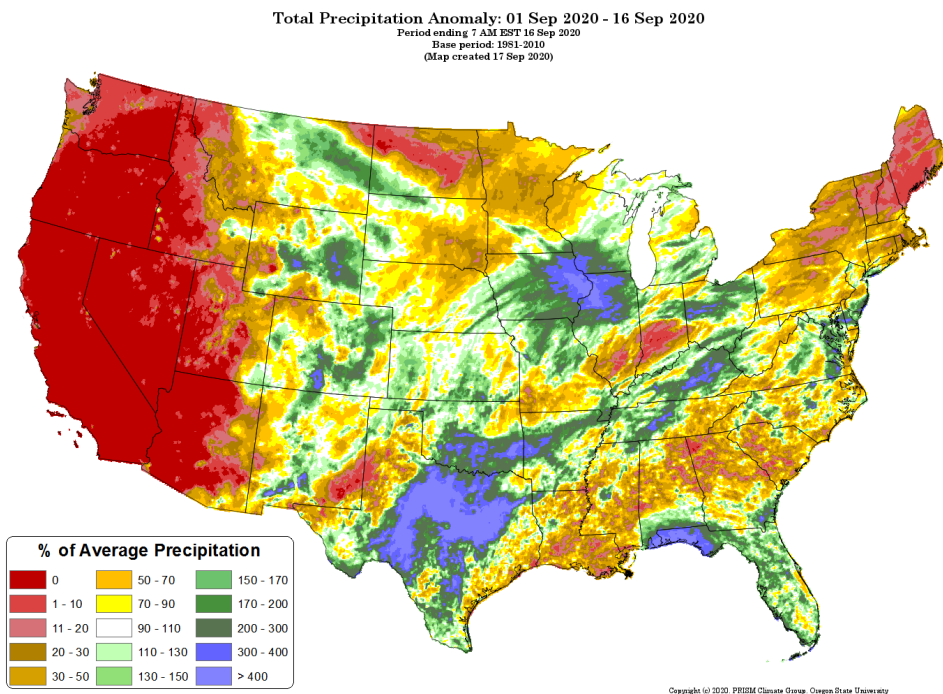 Total Precipitation Anomaly: 01 Sep 2020 - 16 Sep 2020
Period ending 7 AM EST 16 Sep 2020
Base period: 1981-2010
(Map created 17 Sep 2020)
% of Average Precipitation
0
50 - 70
150 - 170
1 - 10
70 - 90
170 - 200
11 - 20
90 - 110
200 - 300
20 - 30
110 - 130
300 - 400
30 - 50
130 - 150
> 400
Copyright (c) 2020, PRISM Climate Group, Oregon State University